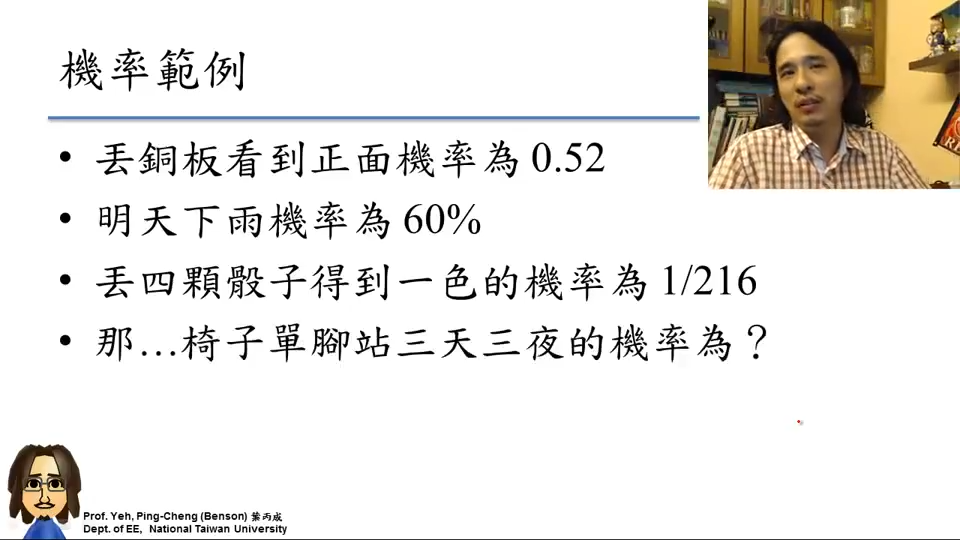 機率範例
• 丟銅板看到正面機率為 0.52
• 明天下雨機率為 60%
• 丟四顆骰子得到一色的機率為 1/216
• 那…椅子單腳站三天三夜的機率為？
Prof. Yeh, Ping-Cheng (Benson) 葉丙成
Dept. of EE, National Taiwan University